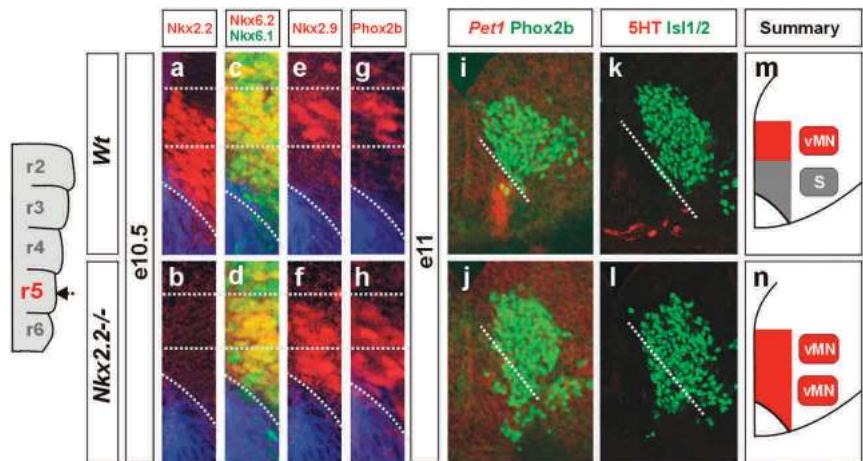 Nkx2.2
Nkx6.2
Nkx6.1
Nkx2.9
Phox2b
Pet1 Phox2b
5HT Isl1/2
Summary
Wt
Nkx2.2-/-
e10.5
e11
r2
r3
r4
r5
r6
a
c
e
g
i
k
m
vMN
S
b
d
f
h
j
l
n
vMN
vMN